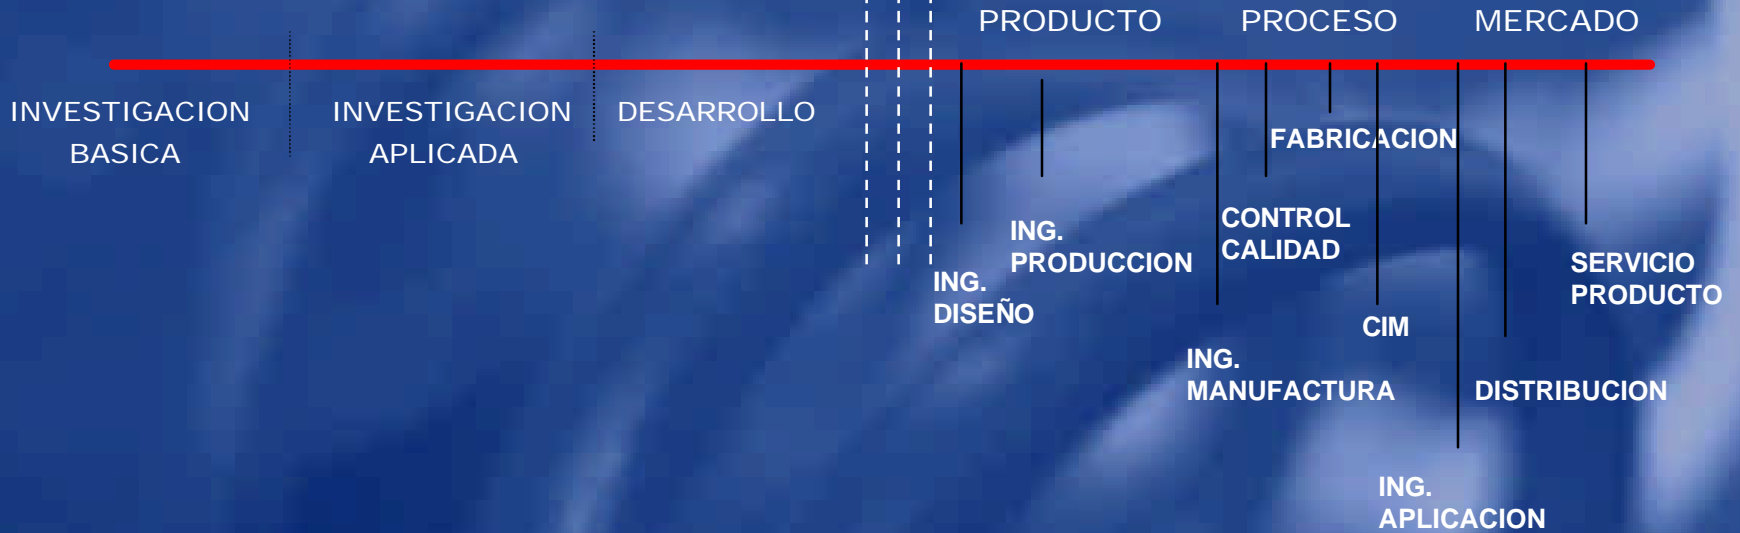 PRODUCTO PROCESO MERCADO
INVESTIGACION
BASICA
INVESTIGACION
APLICADA
DESARROLLO
FABRICACION
ING.
PRODUCCION
CONTROL
CALIDAD
ING.
DISEÑO
SERVICIO
PRODUCTO
CIM
ING.
MANUFACTURA
DISTRIBUCION
ING.
APLICACION